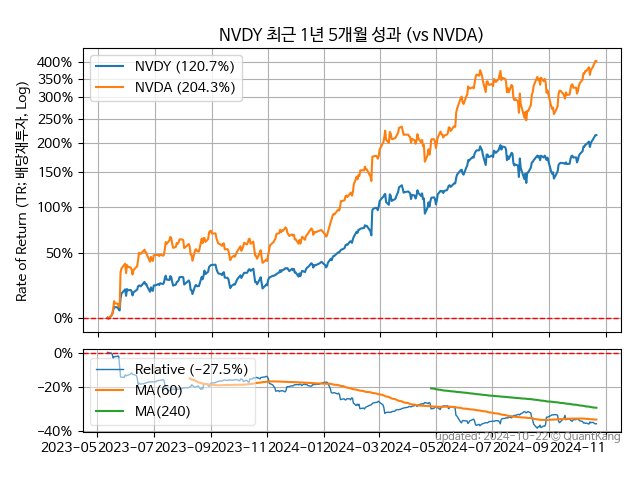 NVDY 최근 1년 5개월 성과 (vs NVDA)
Rate of Return (TR; 배당재투자, Log)
400%
350%
300%
250%
200%
150%
100%
50%
0%
NVDY (120.7%)
NVDA (204.3%)
0%
−20%
−40%
Relative (−27.5%)
MA(60)
MA(240)
2023−05 2023−07 2023−09 2023−11 2024−01 2024−03 2024−05 2024−07 2024−09 2024−11
updated: 2024-10-22 © QuantKang